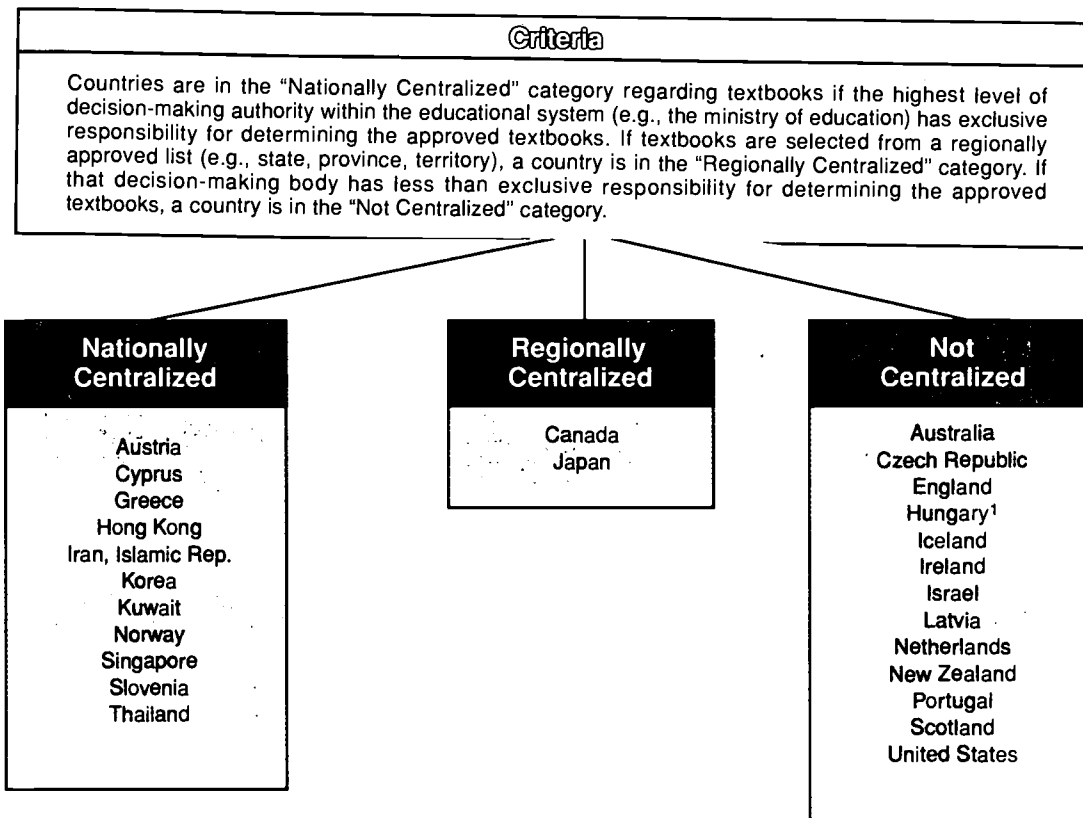 Criteria
Countries are in the “Nationally Centralized” category regarding textbooks if the highest level of
decision-making authority within the educational system (e.g., the ministry of education) has exclusive
responsibility for determining the approved textbooks. If textbooks are selected from a regionally
approved list (e.g., state, province, territory), a country is in the “Regionally Centralized” category. If
that decision-making body has less than exclusive responsibility for determining the approved
textbooks, a country is in the “Not Centralized” category.
Nationally
Centralized
Austria
Cyprus
Greece
Hong Kong
Iran, Islamic Rep.
Korea
Kuwait
Norway
Singapore
Slovenia
Thailand
Regionally
Centralized
Canada
Japan
Not
Centralized
Australia
Czech Republic
England
Hungary¹
Iceland
Ireland
Israel
Latvia
Netherlands
New Zealand
Portugal
Scotland
United States